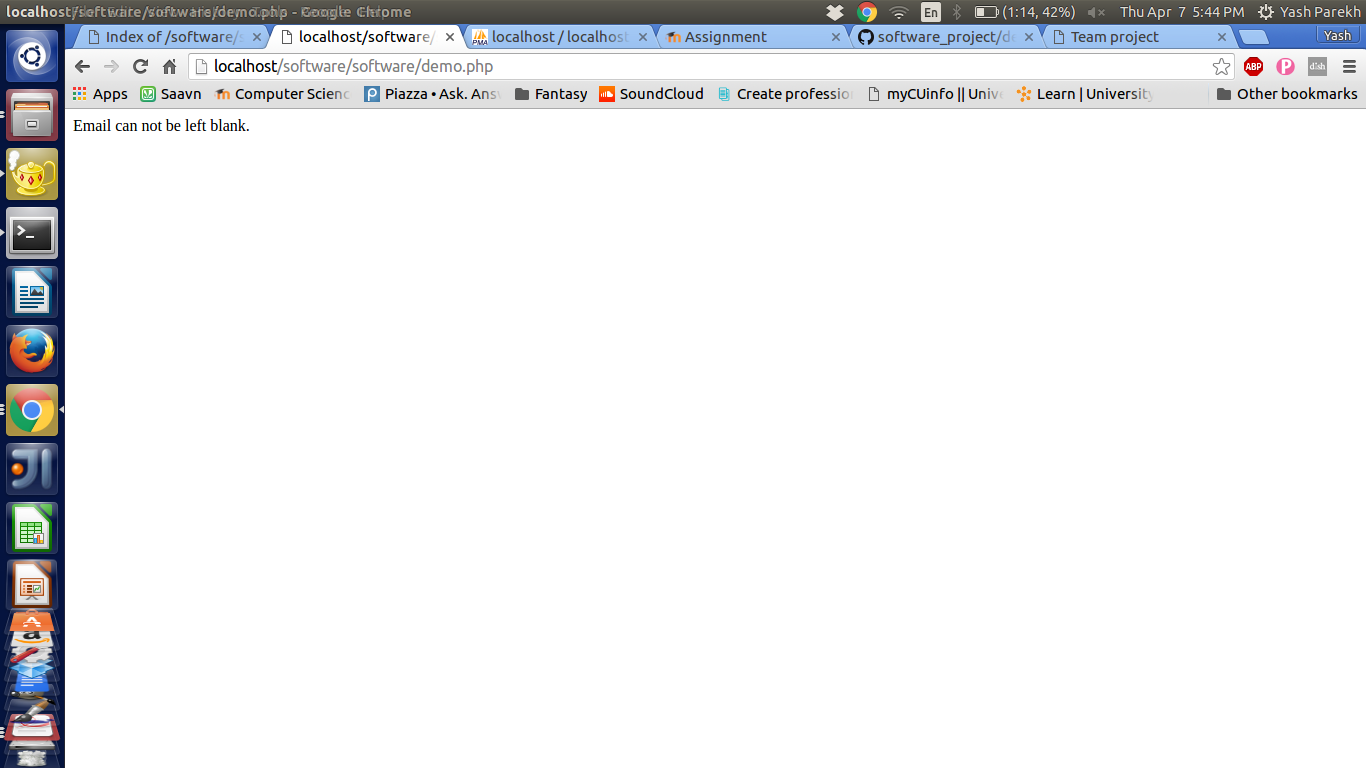 localhost/software/software/demo.php - Google Chrome
En
(1:14, 42%)
Thu Apr 7 5:44 PM
Yash Parekh
Index of /software/
localhost/software/
localhost / localhost
Assignment
software_project/de
Team project
Yash
localhost/software/software/demo.php
ABP
P
dish
Apps
Saavn
Computer Scienc
Piazza • Ask. Ans
Fantasy
SoundCloud
Create professio
myCUinfo || Univ
Learn | University
Other bookmarks
Email can not be left blank.